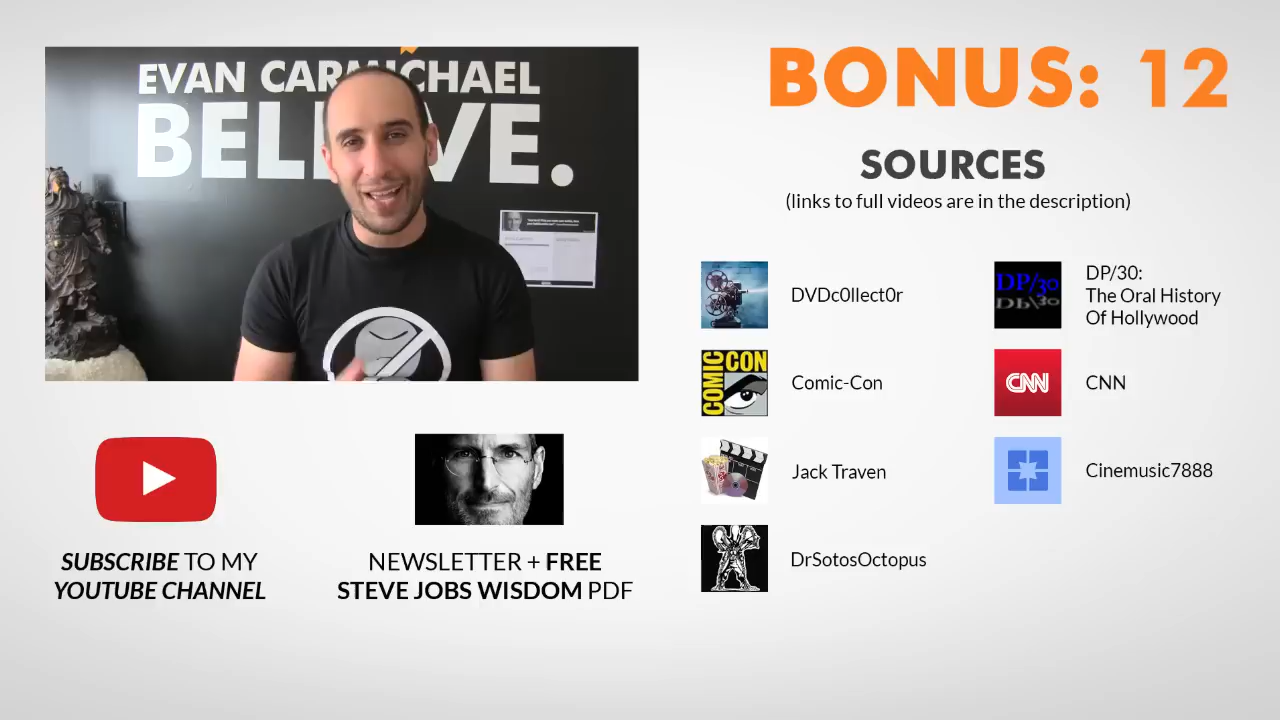 EVAN CARMICHAEL
BELIEVE.
BONUS: 12
SOURCES
(links to full videos are in the description)
DVDc0llect0r
DP/30
DP/30:
The Oral History
Of Hollywood
COMIC CON
Comic-Con
CNN
CNN
Jack Traven
Cinemusic7888
DrSotosOctopus
SUBSCRIBE TO MY
YOUTUBE CHANNEL
NEWSLETTER + FREE
STEVE JOBS WISDOM PDF